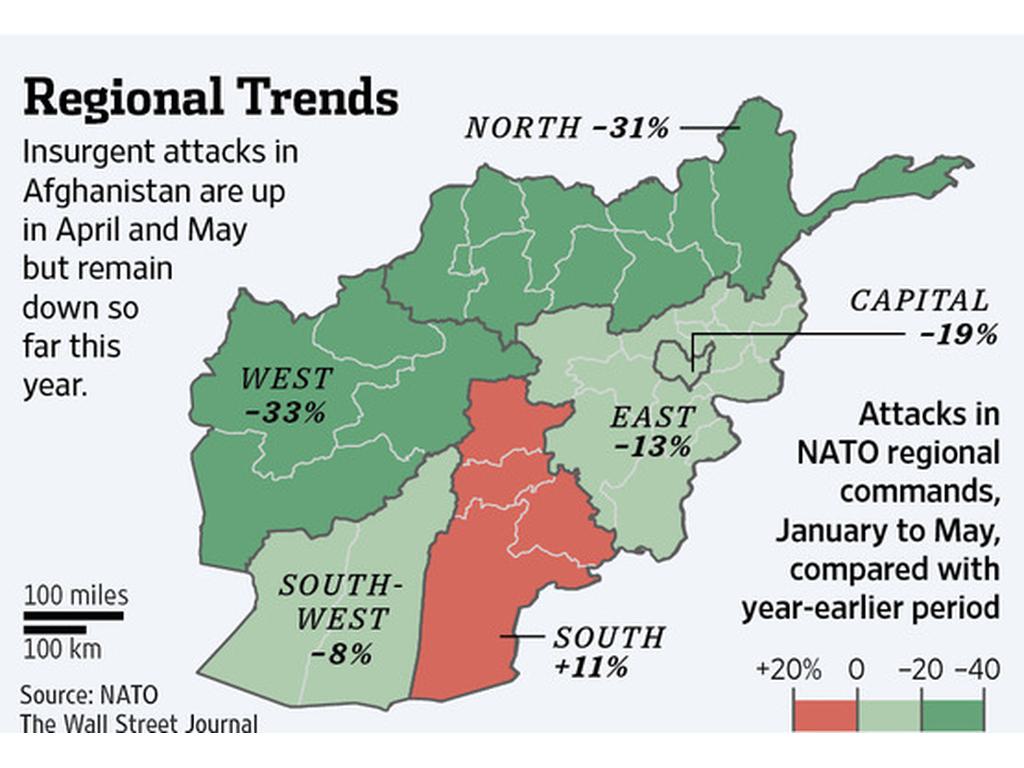 Regional Trends
Insurgent attacks in
Afghanistan are up
in April and May
but remain
down so
far this
year.
NORTH –31%
CAPITAL
–19%
WEST
–33%
EAST
–13%
Attacks in
NATO regional
commands,
January to May,
compared with
year-earlier period
SOUTH-
WEST
–8%
SOUTH
+11%
100 miles
100 km
+20% 0 –20 –40
Source: NATO
The Wall Street Journal